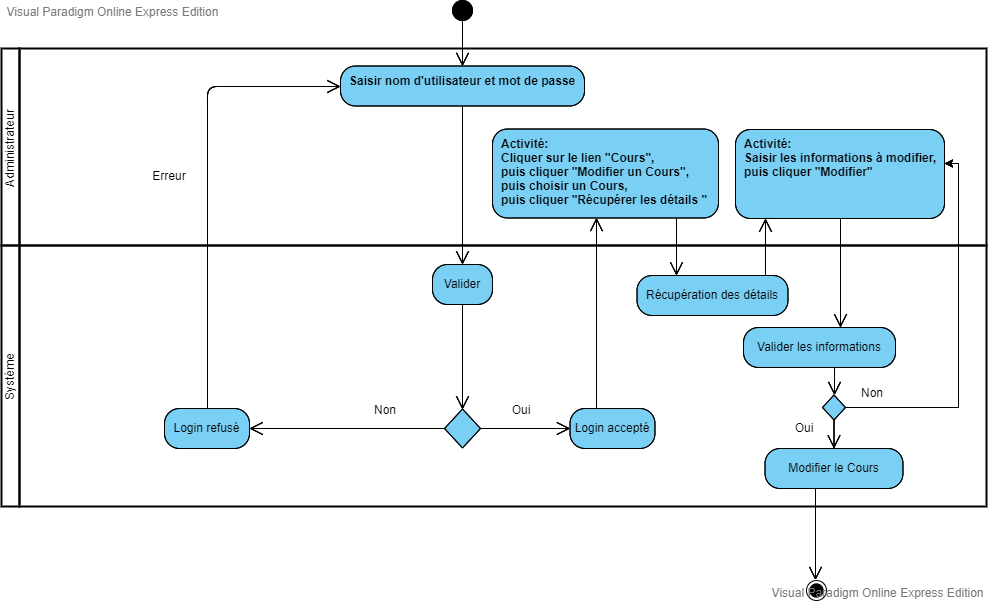 Visual Paradigm Online Express Edition
Administrateur
Saisir nom d'utilisateur et mot de passe
Erreur
Activité:
Cliquer sur le lien "Cours",
puis cliquer "Modifier un Cours",
puis choisir un Cours,
puis cliquer "Récupérer les détails "
Activité:
Saisir les informations à modifier,
puis cliquer "Modifier"
Système
Valider
Récupération des détails
Valider les informations
Non
Oui
Non
Login refusé
Login accepté
Oui
Modifier le Cours
Visual Paradigm Online Express Edition